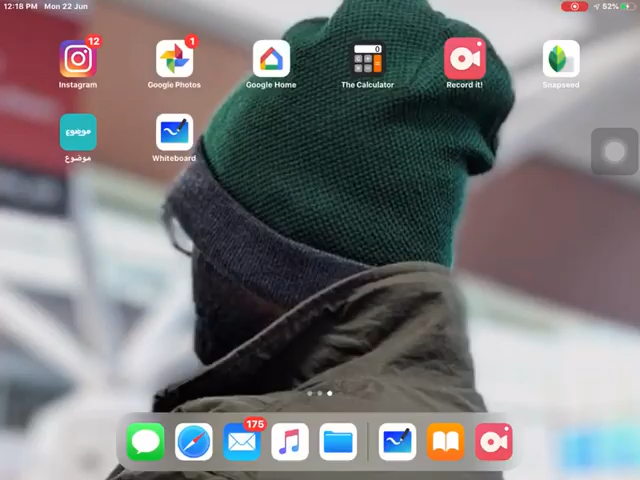 12:18 PM Mon 22 Jun
52%
12
1
0
Instagram
Google Photos
Google Home
The Calculator
Record it!
Snapseed
موضوع
موضوع
Whiteboard
175